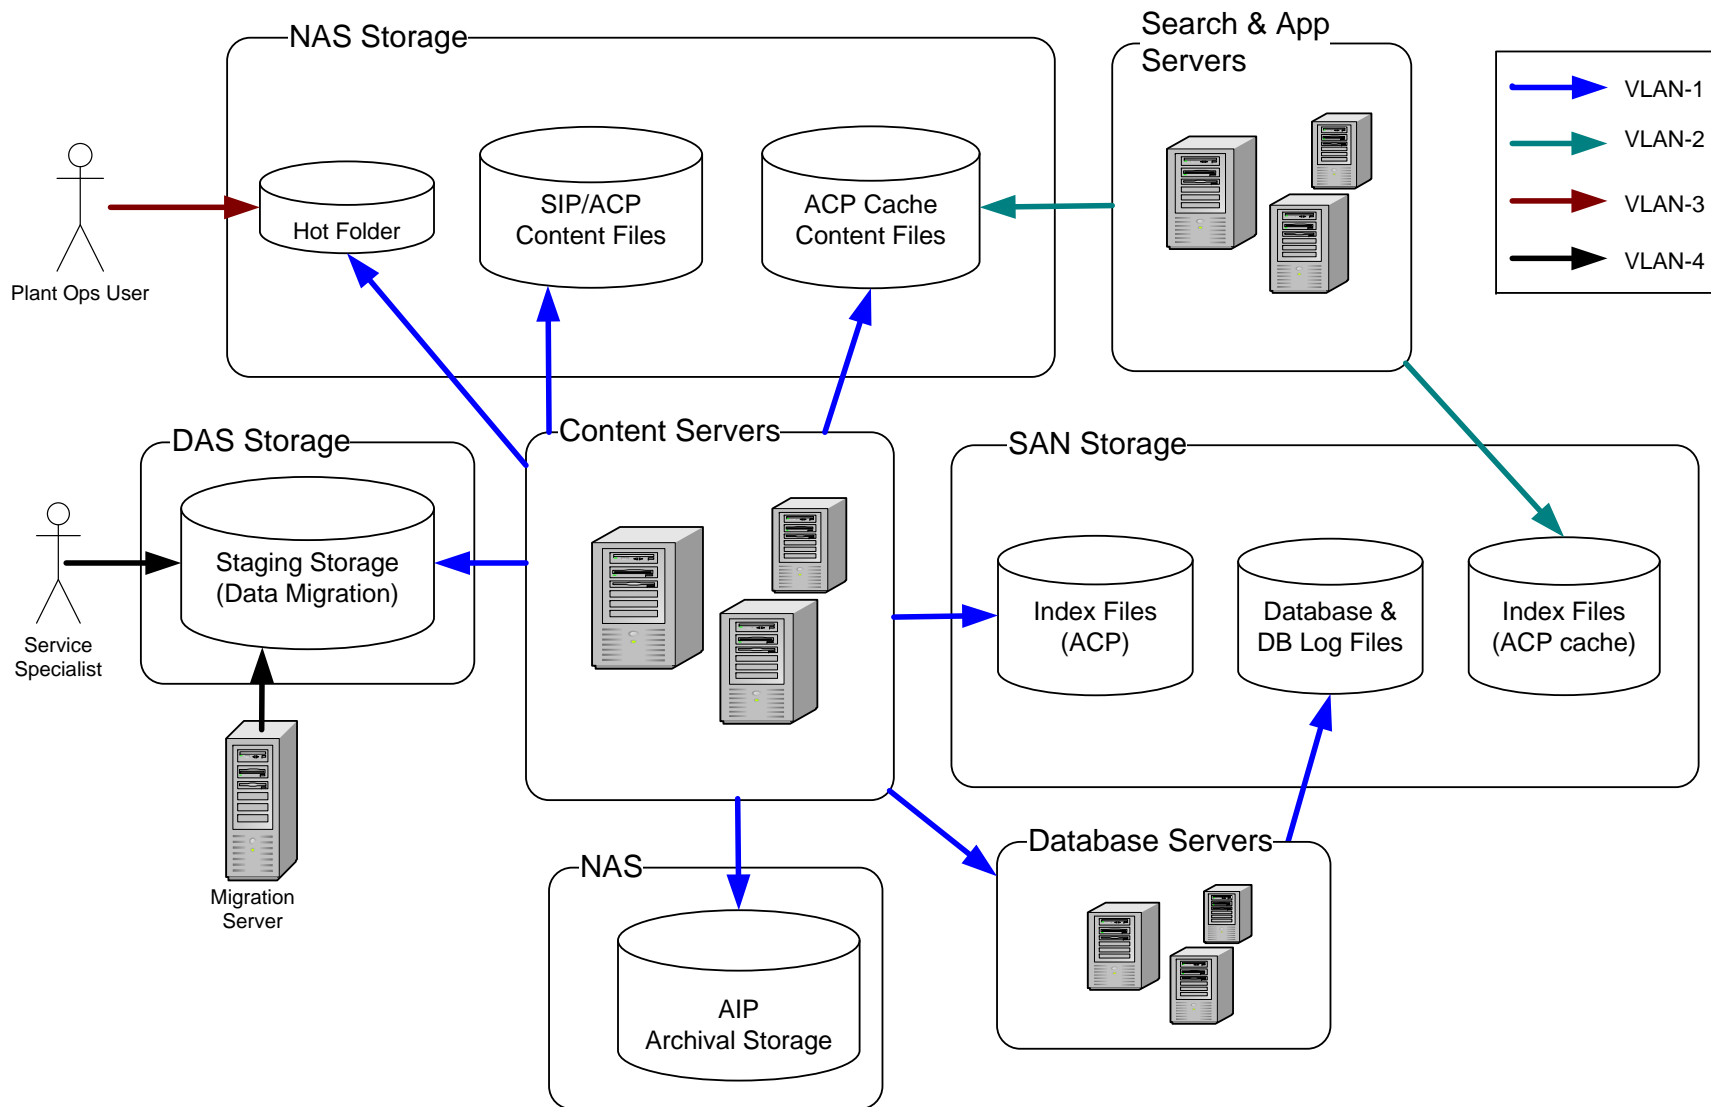 NAS Storage
Search & App
Servers
VLAN-1
VLAN-2
VLAN-3
VLAN-4
Hot Folder
SIP/ACP
Content Files
ACP Cache
Content Files
Plant Ops User
DAS Storage
Content Servers
SAN Storage
Staging Storage
(Data Migration)
Service
Specialist
Index Files
(ACP)
Database &
DB Log Files
Index Files
(ACP cache)
Migration
Server
NAS
Database Servers
AIP
Archival Storage